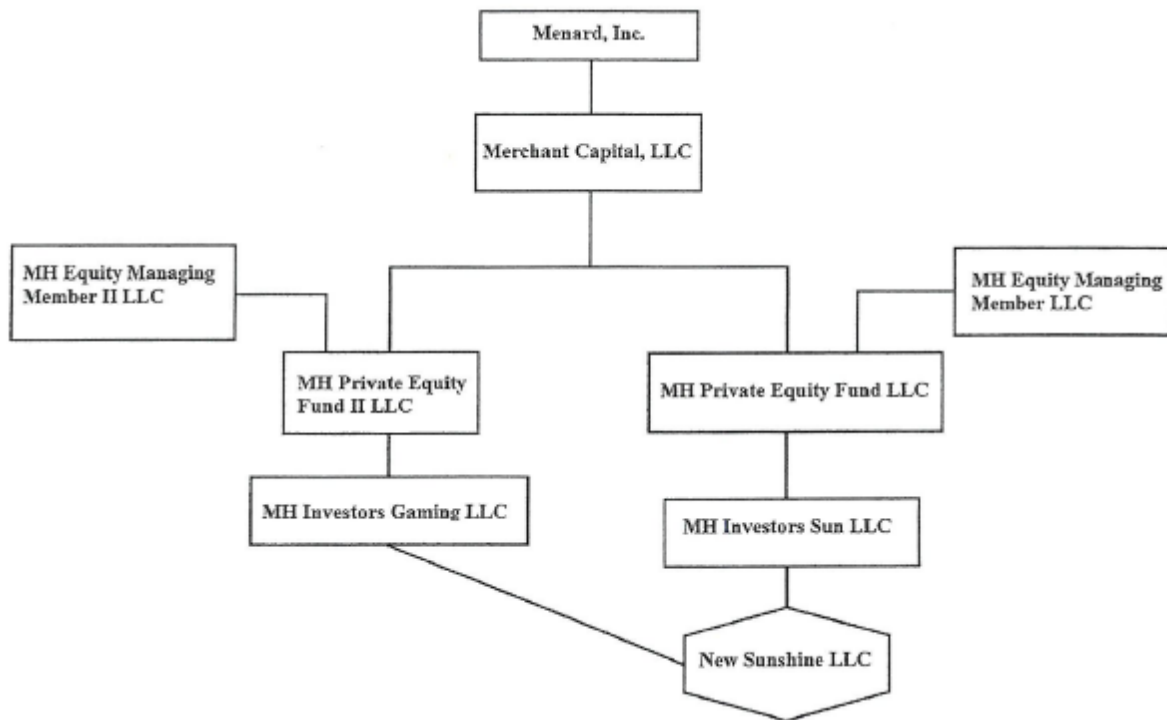 Menard, Inc.
Merchant Capital, LLC
MH Equity Managing
Member II LLC
MH Equity Managing
Member LLC
MH Private Equity
Fund II LLC
MH Private Equity Fund LLC
MH Investors Gaming LLC
MH Investors Sun LLC
New Sunshine LLC